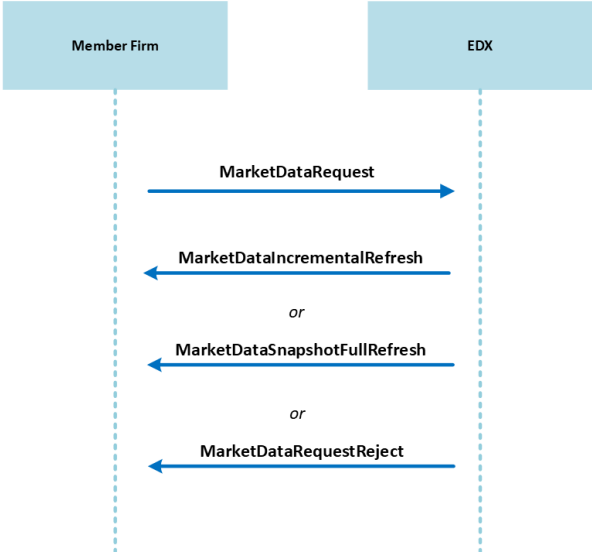 Member Firm
EDX
MarketDataRequest
MarketDataIncrementalRefresh
or
MarketDataSnapshotFullRefresh
or
MarketDataRequestReject